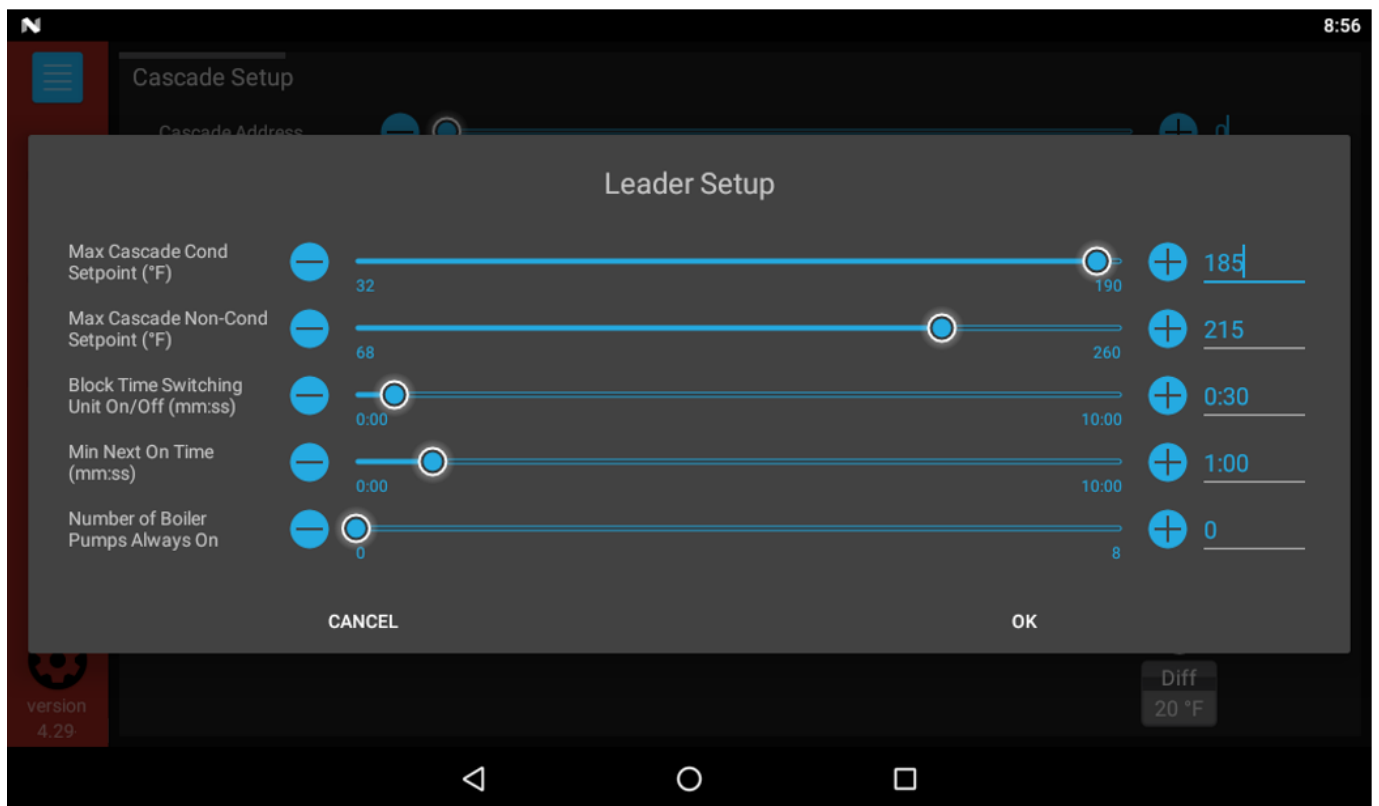 8:56
Cascade Setup
Cascade Address
0
Leader Setup
Max Cascade Cond
Setpoint (°F)
32
190
185
Max Cascade Non-Cond
Setpoint (°F)
68
260
215
Block Time Switching
Unit On/Off (mm:ss)
0:00
10:00
0:30
Min Next On Time
(mm:ss)
0:00
10:00
1:00
Number of Boiler
Pumps Always On
0
8
0
CANCEL
OK
Diff
20 °F
version
4.29